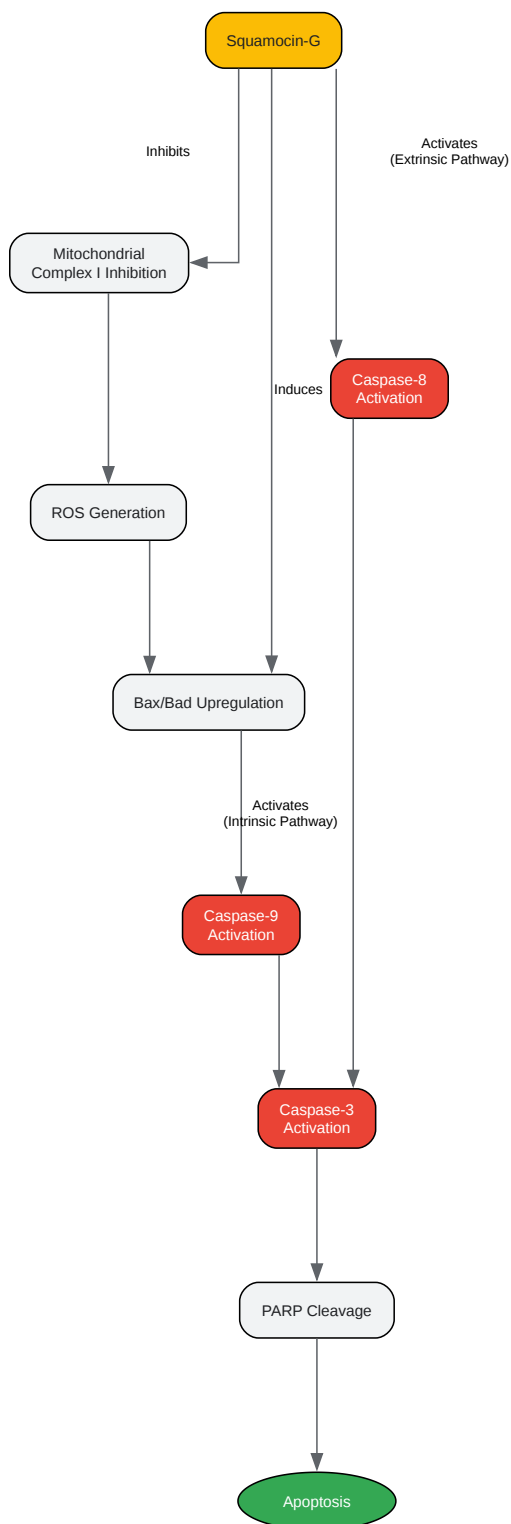 Squamocin-G
Inhibits
Activates
(Extrinsic Pathway)
Mitochondrial
Complex I Inhibition
Induces
Caspase-8
Activation
ROS Generation
Bax/Bad Upregulation
Activates
(Intrinsic Pathway)
Caspase-9
Activation
Caspase-3
Activation
PARP Cleavage
Apoptosis